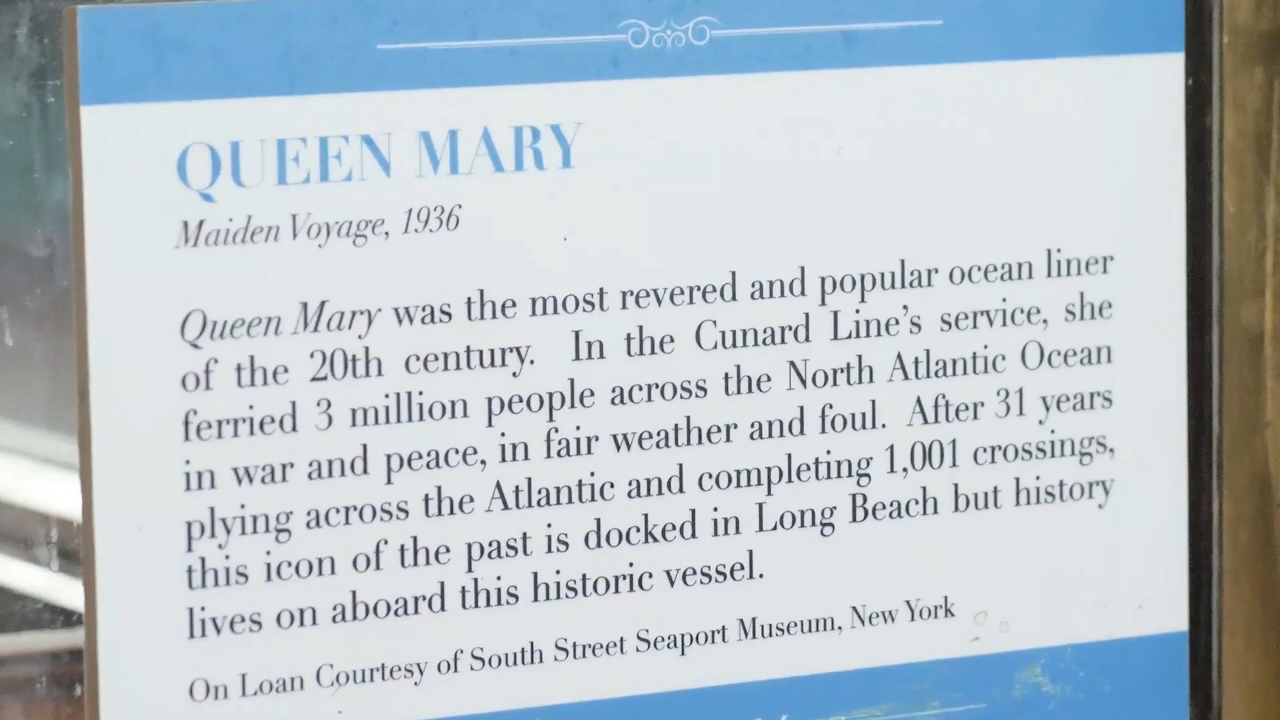 QUEEN MARY
Maiden Voyage, 1936
Queen Mary was the most revered and popular ocean liner
of the 20th century. In the Cunard Line's service, she
ferried 3 million people across the North Atlantic Ocean
in war and peace, in fair weather and foul. After 31 years
plying across the Atlantic and completing 1,001 crossings,
this icon of the past is docked in Long Beach but history
lives on aboard this historic vessel.
On Loan Courtesy of South Street Seaport Museum, New York